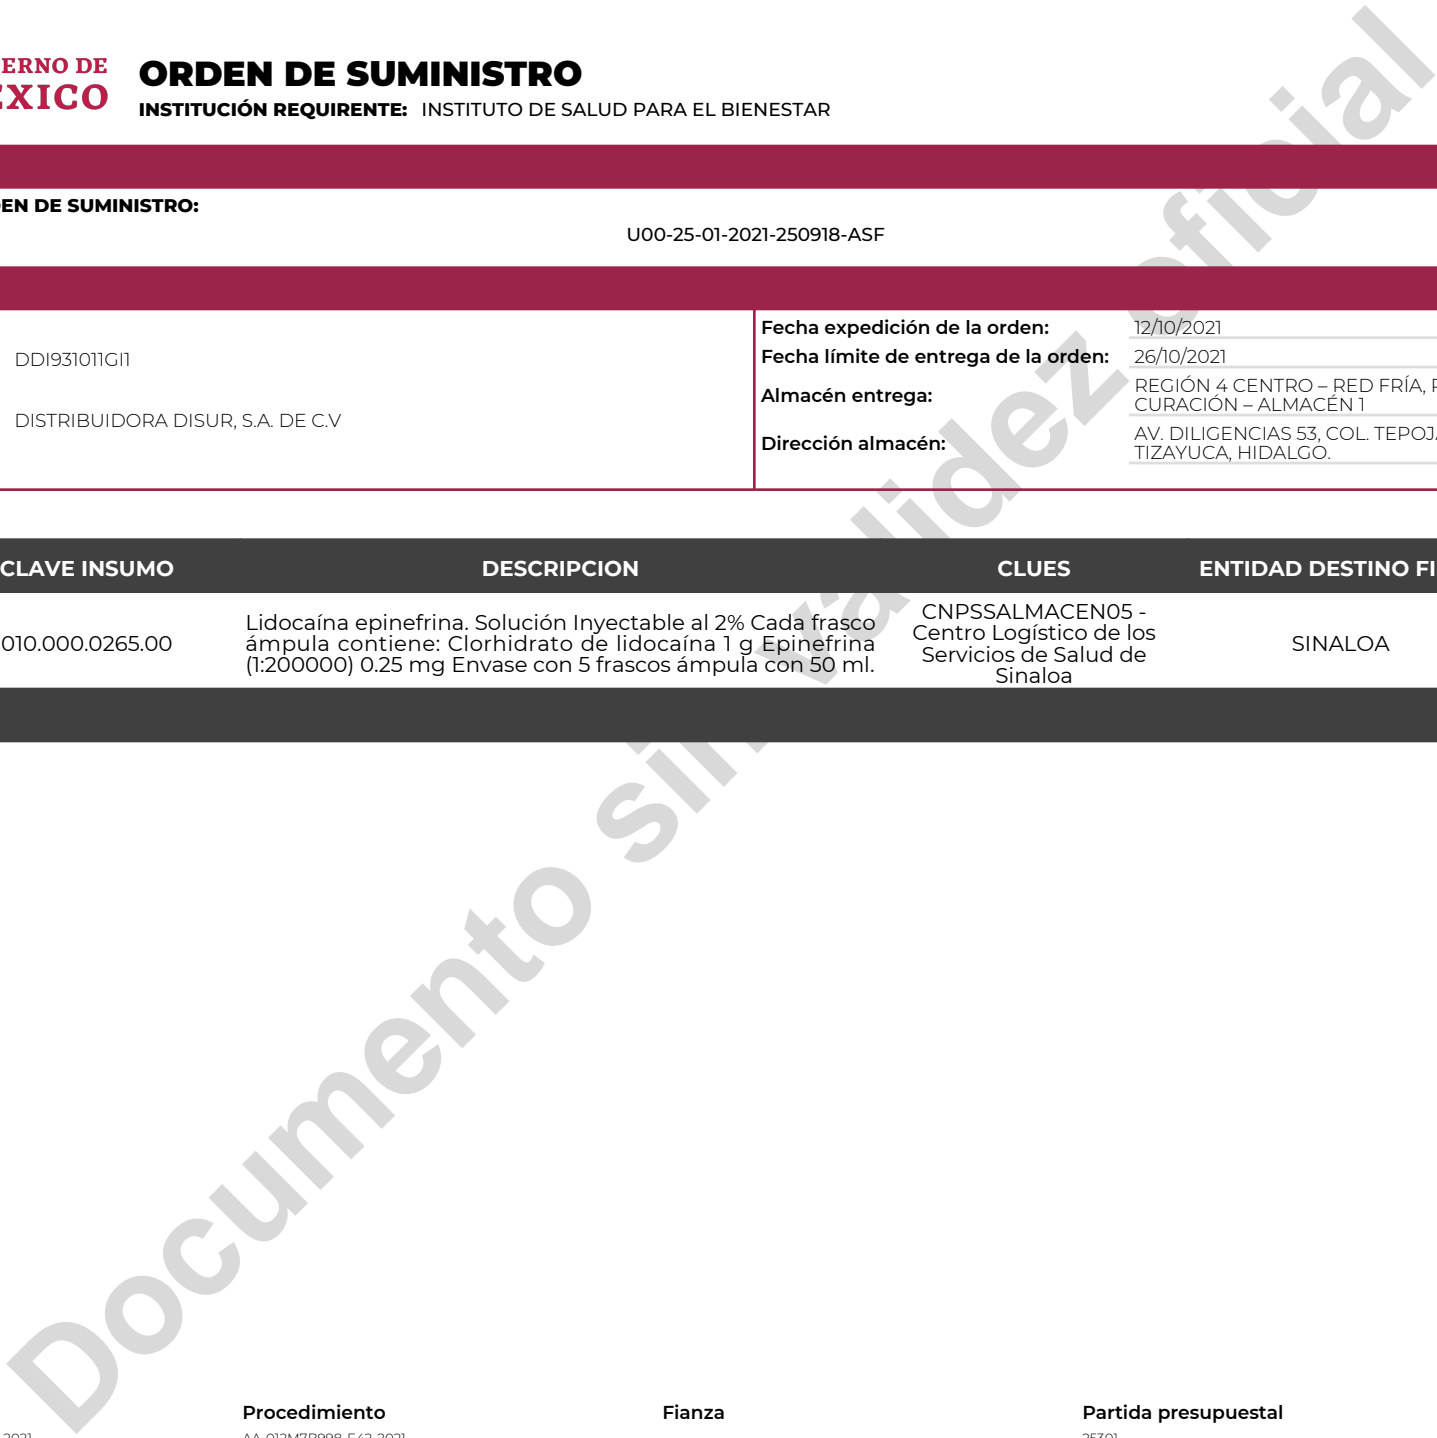 ERNO DE
EXICO
ORDEN DE SUMINISTRO
INSTITUCIÓN REQUIRENTE: INSTITUTO DE SALUD PARA EL BIENESTAR
EN DE SUMINISTRO:
U00-25-01-2021-250918-ASF
DDI931011GI1
DISTRIBUIDORA DISUR, S.A. DE C.V
Fecha expedición de la orden: 12/10/2021
Fecha límite de entrega de la orden: 26/10/2021
Almacén entrega: REGIÓN 4 CENTRO – RED FRÍA,
CURACIÓN – ALMACÉN 1
Dirección almacén: AV. DILIGENCIAS 53, COL. TEPOJA
TIZAYUCA, HIDALGO.
CLAVE INSUMO DESCRIPCION CLUES ENTIDAD DESTINO FI
010.000.0265.00
Lidocaína epinefrina. Solución Inyectable al 2% Cada frasco
ámpula contiene: Clorhidrato de lidocaína 1 g Epinefrina
(1:200000) 0.25 mg Envase con 5 frascos ámpula con 50 ml.
CNPSSALMACEN05 -
Centro Logístico de los
Servicios de Salud de
Sinaloa
SINALOA
Documento sin validez oficial
Procedimiento Fianza Partida presupuestal